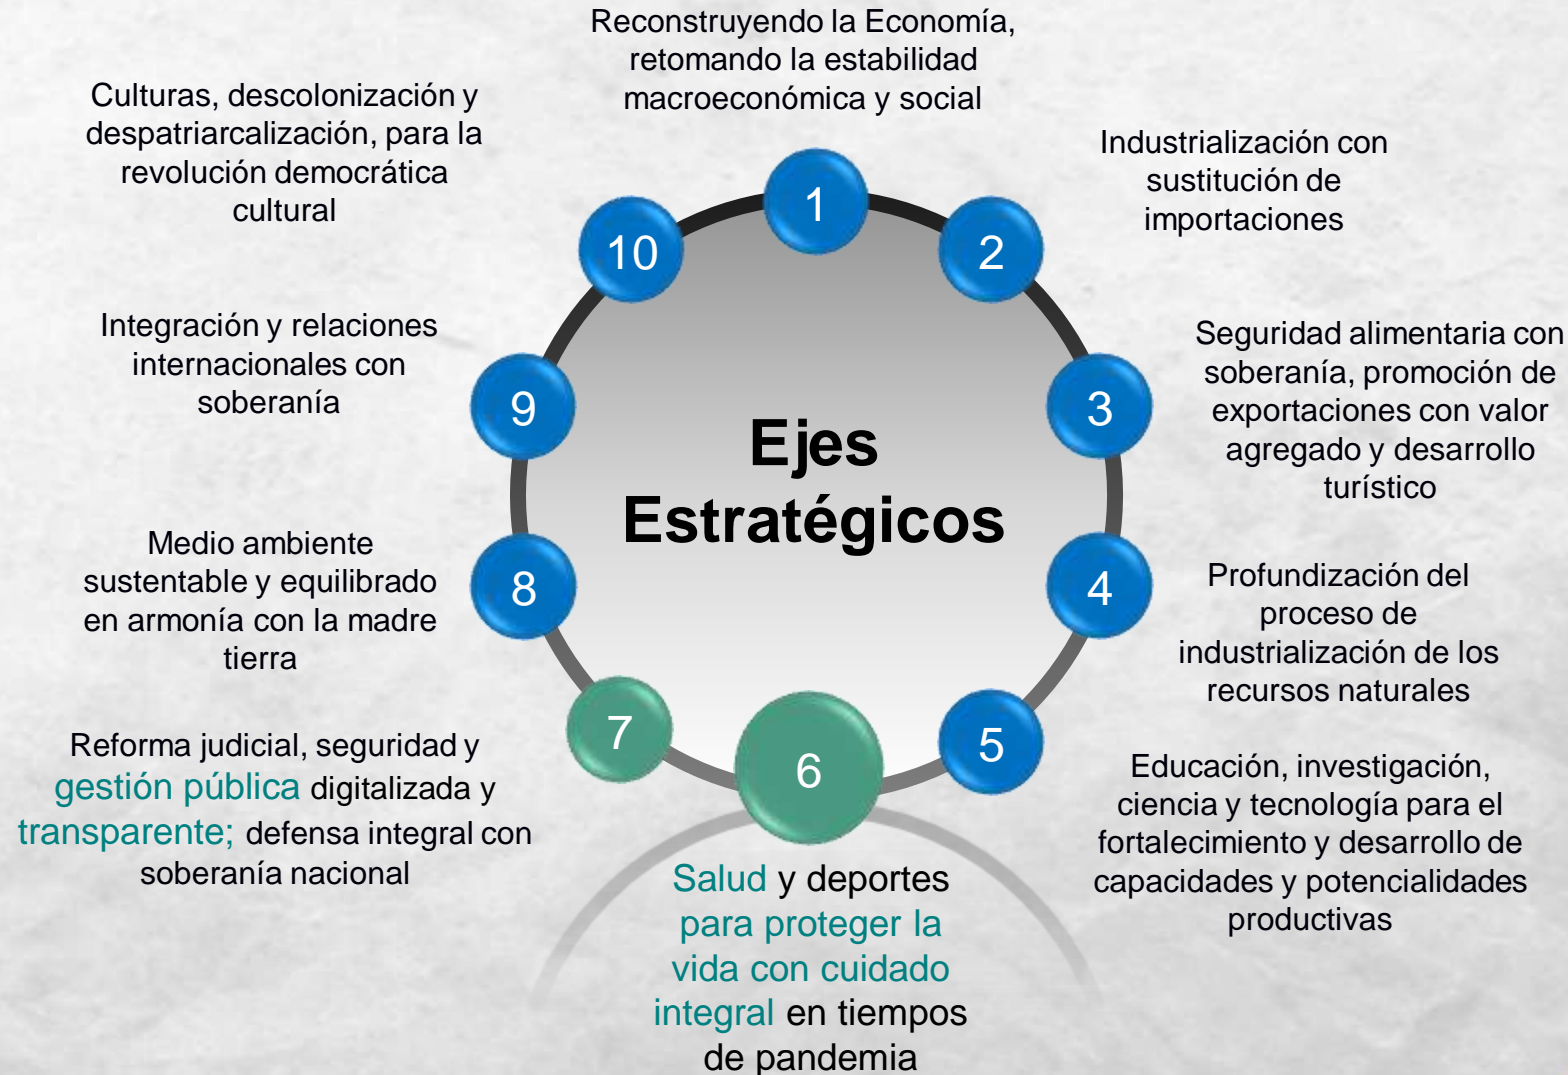 Reconstruyendo la Economía,
retomando la estabilidad
macroeconómica y social
1
Industrialización con
sustitución de
importaciones
2
Seguridad alimentaria con
soberanía, promoción de
exportaciones con valor
agregado y desarrollo
turístico
3
Profundización del
proceso de
industrialización de los
recursos naturales
4
Educación, investigación,
ciencia y tecnología para el
fortalecimiento y desarrollo de
capacidades y potencialidades
productivas
5
6
Salud y deportes
para proteger la
vida con cuidado
integral en tiempos
de pandemia
7
Reforma judicial, seguridad y
gestión pública digitalizada y
transparente; defensa integral con
soberanía nacional
8
Medio ambiente
sustentable y equilibrado
en armonía con la madre
tierra
9
Integración y relaciones
internacionales con
soberanía
10
Culturas, descolonización y
despatriarcalización, para la
revolución democrática
cultural
Ejes
Estratégicos